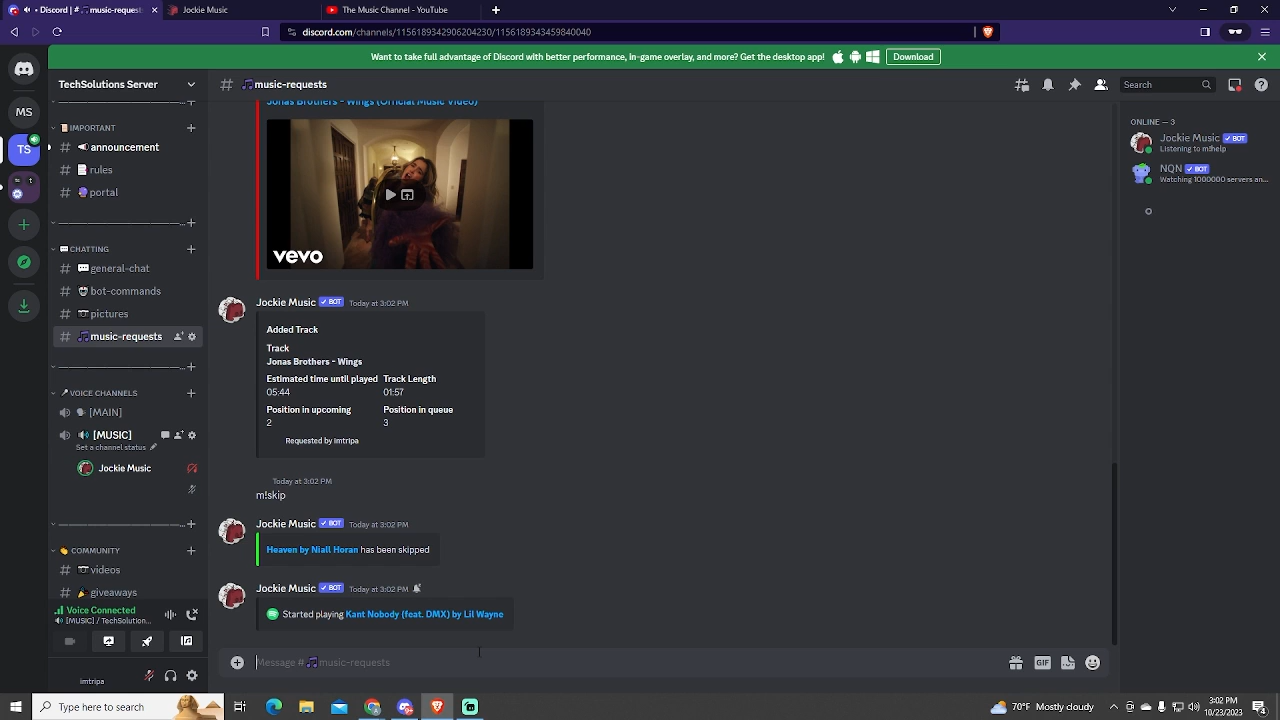 Discord | # 🎵music-requests
Jockie Music
The Music Channel - YouTube
discord.com/channels/1156189342906204230/1156189343459840040
Want to take full advantage of Discord with better performance, in-game overlay, and more? Get the desktop app!
Download
TechSolutions Server
🎵music-requests
Search
MS
TS
IMPORTANT
announcement
rules
portal
CHATTING
general-chat
bot-commands
pictures
music-requests
VOICE CHANNELS
[MAIN]
[MUSIC]
Set a channel status
Jockie Music
COMMUNITY
videos
giveaways
Voice Connected
[MUSIC] / TechSolution...
imtripa
Jonas Brothers - Wings (Official Music Video)
vevo
Jockie Music BOT Today at 3:02 PM
Added Track
Track
Jonas Brothers - Wings
Estimated time until played Track Length
05:44 01:57
Position in upcoming Position in queue
2 3
Requested by imtripa
Today at 3:02 PM
m!skip
Jockie Music BOT Today at 3:02 PM
Heaven by Niall Horan has been skipped
Jockie Music BOT Today at 3:02 PM
Started playing Kant Nobody (feat. DMX) by Lil Wayne
Message #🎵music-requests
GIF
ONLINE — 3
Jockie Music BOT
Listening to m!help
NQN BOT
Watching 1000000 servers an...
Type here to search
70°F Mostly cloudy
3:02 PM
10/23/2023